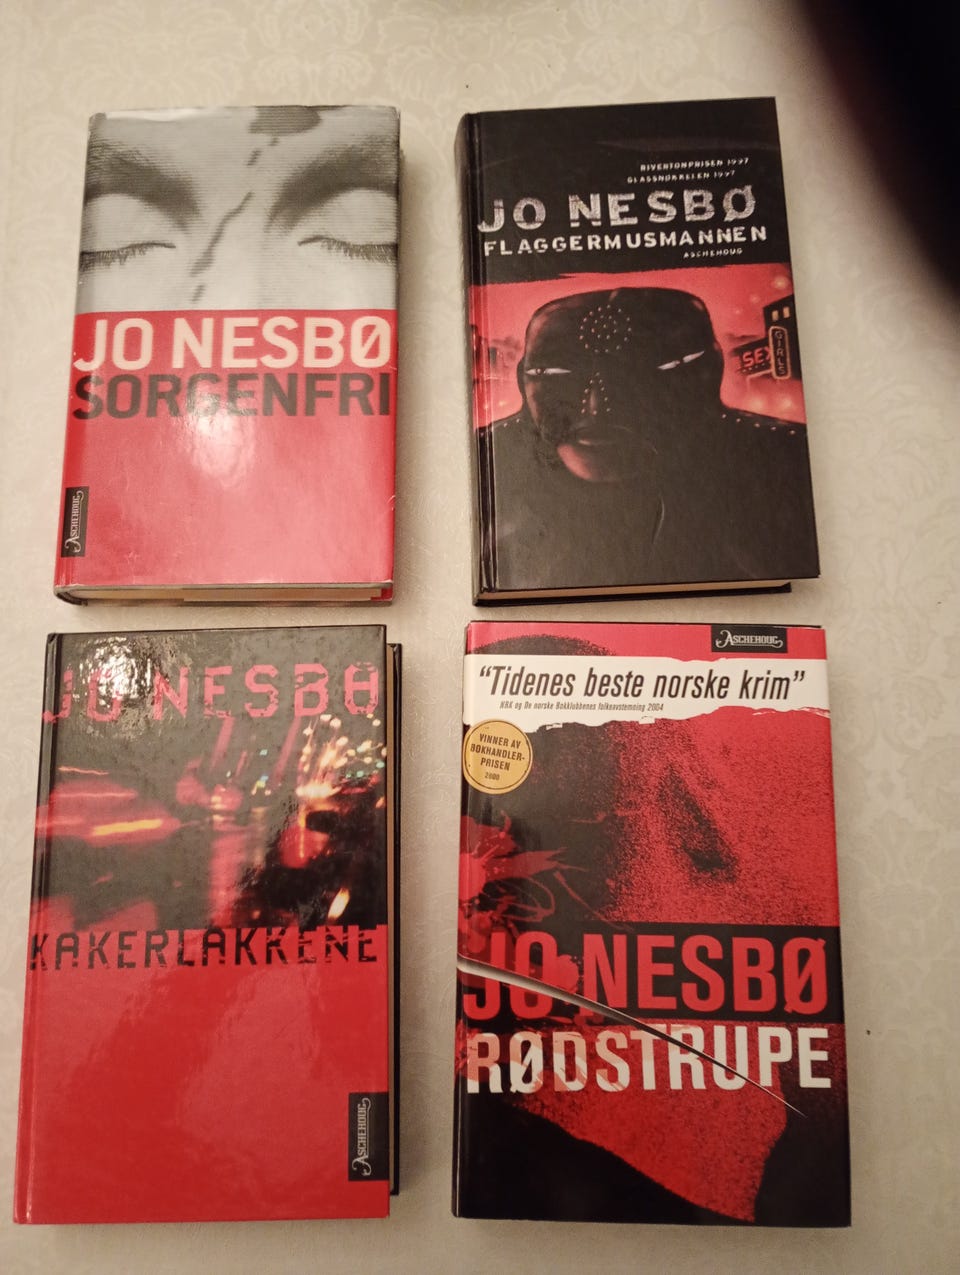 JO NESBØ
SORGENFRI
ASCHEHOUG
RIVERTONPRISEN 1997
GLASSNØKKELEN 1997
JO NESBØ
FLAGGERMUSMANNEN
ASCHEHOUG
SEX
GIRLS
JO NESBØ
KAKERLAKKENE
ASCHEHOUG
ASCHEHOUG
"Tidenes beste norske krim"
NRK og De norske Bokklubbenes folkeavstemning 2004
VINNER AV
BOKHANDLER-
PRISEN
2000
JO NESBØ
RØDSTRUPE